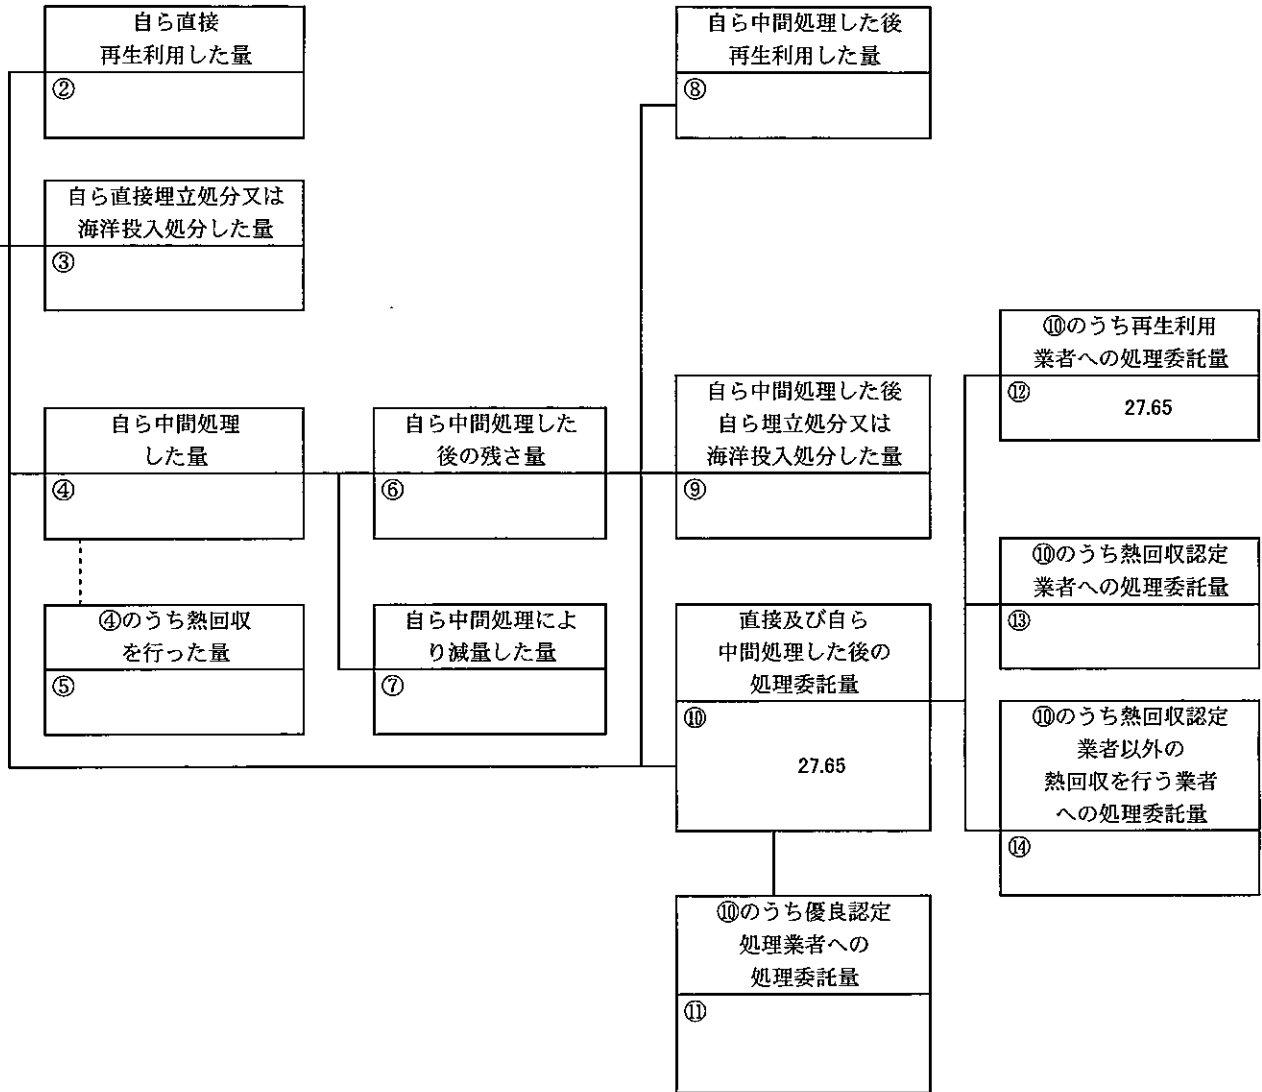 自ら直接
再生利用した量
②
自ら中間処理した後
再生利用した量
⑧
自ら直接埋立処分又は
海洋投入処分した量
③
⑩のうち再生利用
業者への処理委託量
⑫
27.65
自ら中間処理
した量
④
自ら中間処理した
後の残さ量
⑥
自ら中間処理した後
自ら埋立処分又は
海洋投入処分した量
⑨
⑩のうち熱回収認定
業者への処理委託量
⑬
④のうち熱回収
を行った量
⑤
自ら中間処理によ
り減量した量
⑦
直接及び自ら
中間処理した後の
処理委託量
⑩
27.65
⑩のうち熱回収認定
業者以外の
熱回収を行う業者
への処理委託量
⑭
⑩のうち優良認定
処理業者への
処理委託量
⑪